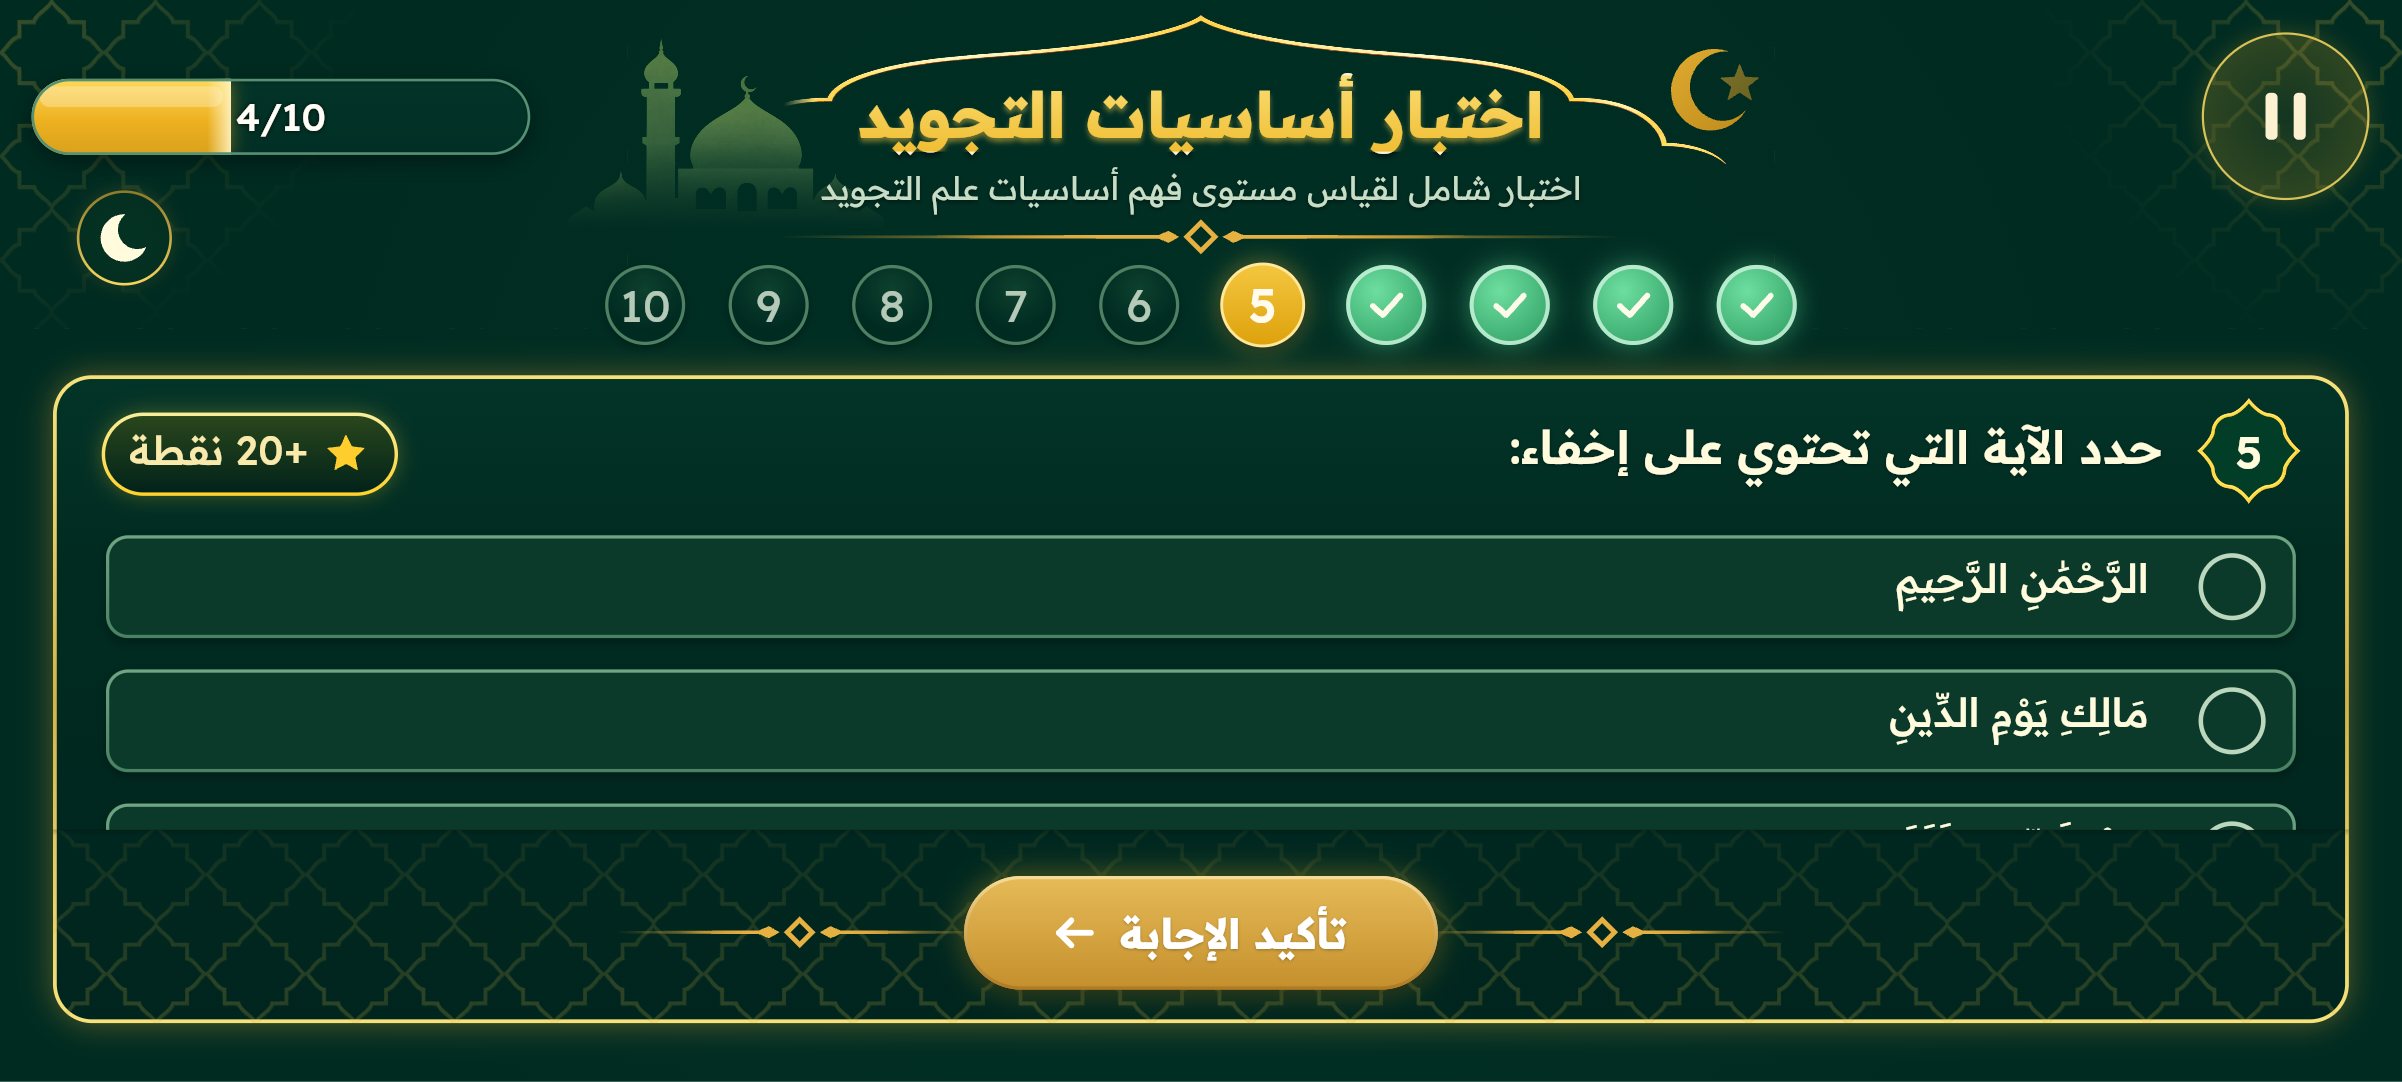 4/10
اختبار أساسيات التجويد
اختبار شامل لقياس مستوى فهم أساسيات علم التجويد
5 6 7 8 9 10
5 حدد الآية التي تحتوي على إخفاء:
+20 نقطة
الرَّحْمَٰنِ الرَّحِيمِ
مَالِكِ يَوْمِ الدِّينِ
تأكيد الإجابة ←